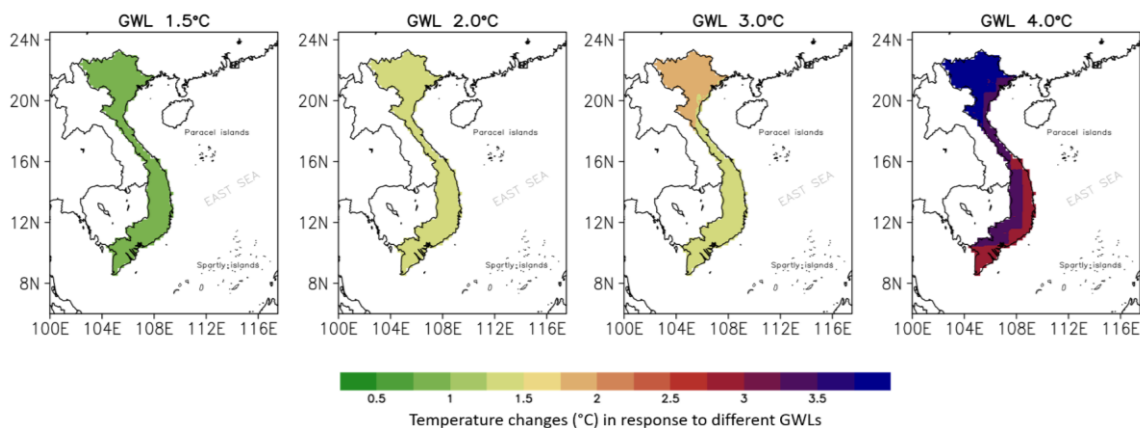 GWL 1.5°C
GWL 2.0°C
GWL 3.0°C
GWL 4.0°C
24N
20N
16N
12N
8N
100E 104E 108E 112E 116E
Paracel islands
EAST SEA
Spartly islands
24N
20N
16N
12N
8N
100E 104E 108E 112E 116E
Paracel islands
EAST SEA
Spartly islands
24N
20N
16N
12N
8N
100E 104E 108E 112E 116E
Paracel islands
EAST SEA
Spartly islands
24N
20N
16N
12N
8N
100E 104E 108E 112E 116E
Paracel islands
EAST SEA
Spartly islands
0.5 1 1.5 2 2.5 3 3.5
Temperature changes (°C) in response to different GWLs